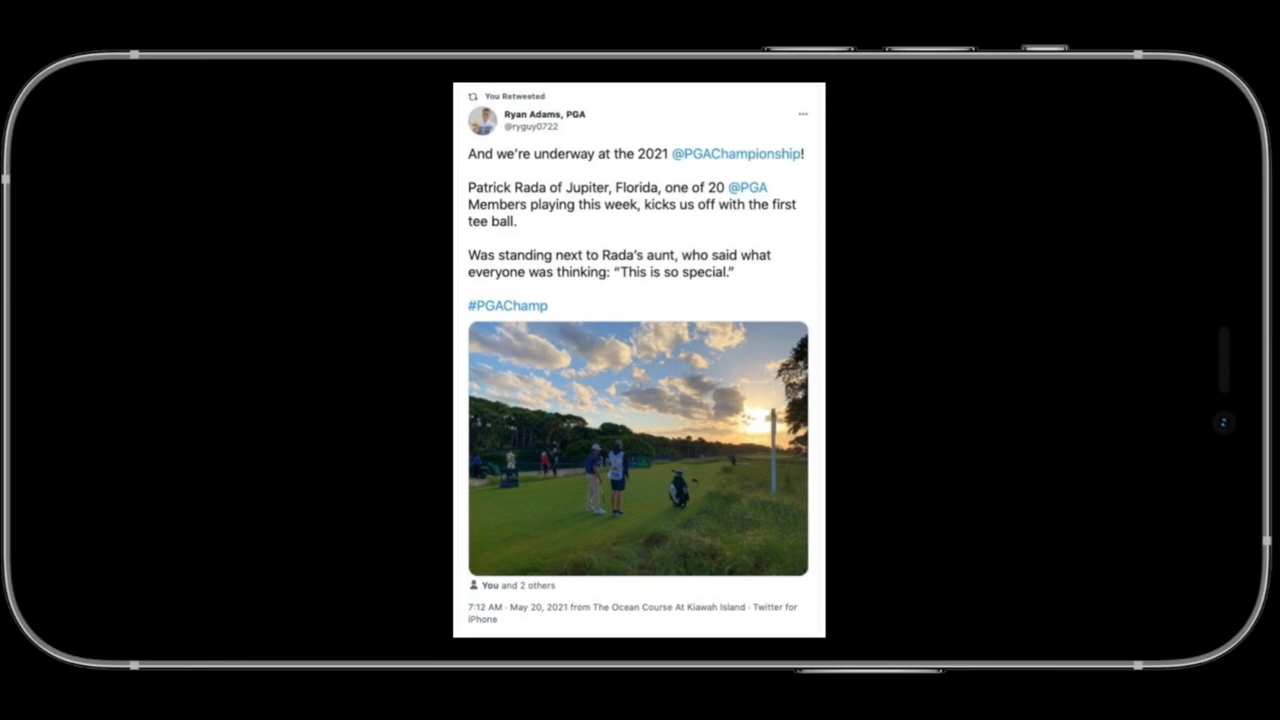 You Retweeted
Ryan Adams, PGA
@ryguy0722
And we're underway at the 2021 @PGAChampionship!
Patrick Rada of Jupiter, Florida, one of 20 @PGA
Members playing this week, kicks us off with the first
tee ball.
Was standing next to Rada's aunt, who said what
everyone was thinking: “This is so special.”
#PGAChamp
You and 2 others
7:12 AM · May 20, 2021 from The Ocean Course At Kiawah Island · Twitter for
iPhone